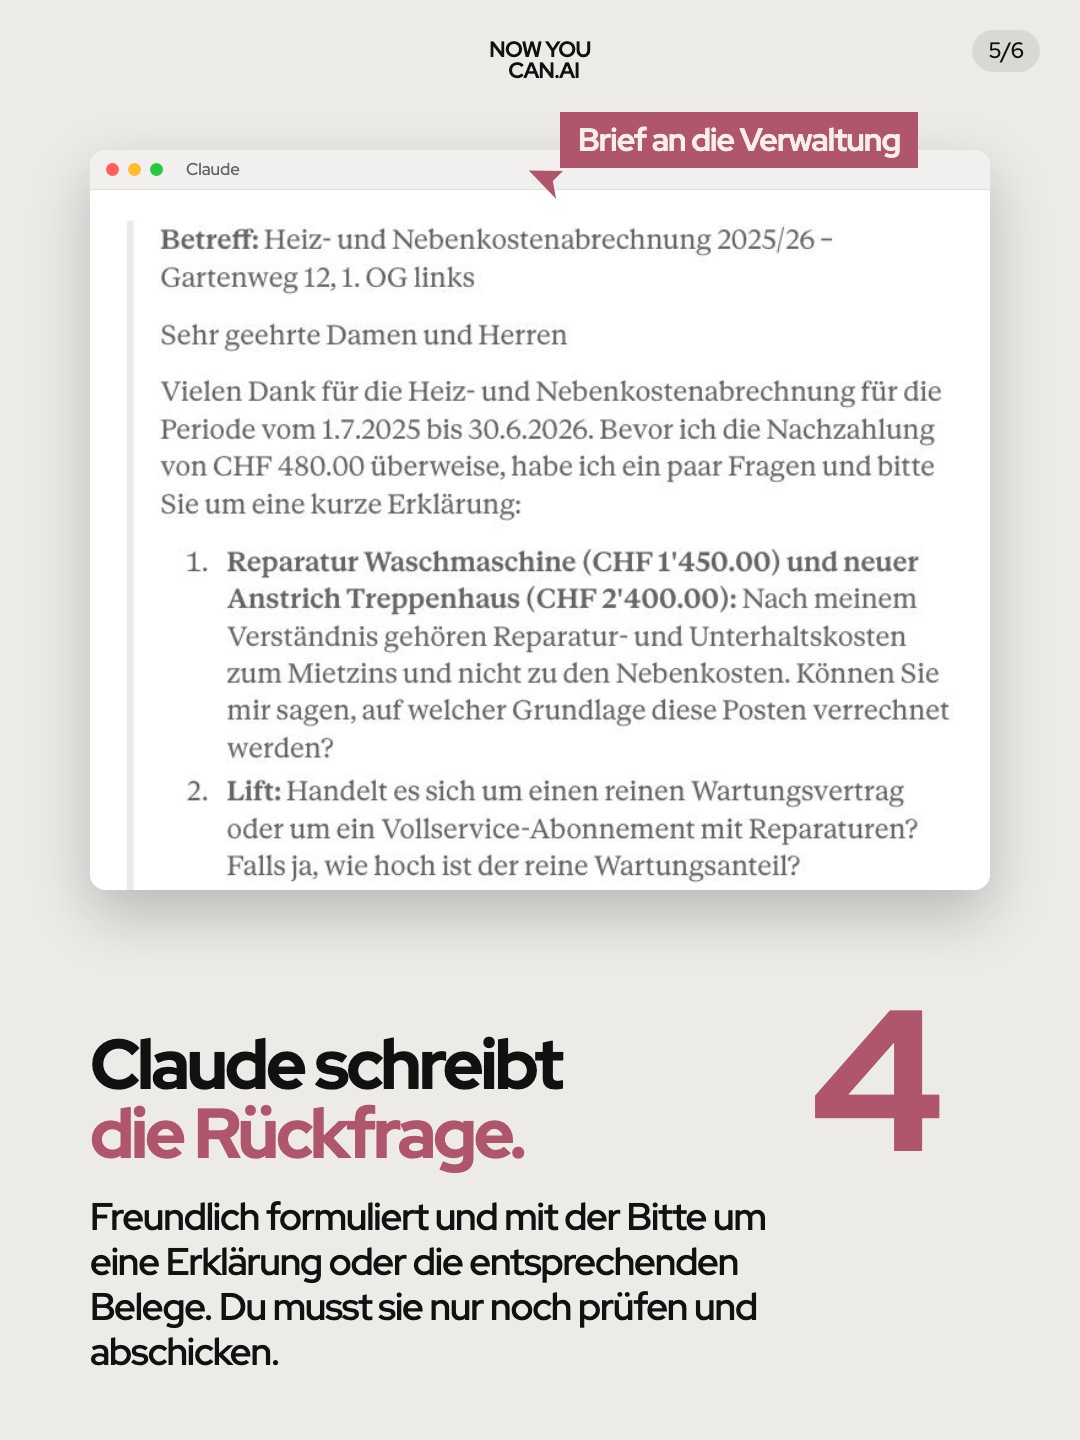 NOW YOU
CAN.AI
5/6
Brief an die Verwaltung
Claude
Betreff: Heiz- und Nebenkostenabrechnung 2025/26 –
Gartenweg 12, 1. OG links
Sehr geehrte Damen und Herren
Vielen Dank für die Heiz- und Nebenkostenabrechnung für die
Periode vom 1.7.2025 bis 30.6.2026. Bevor ich die Nachzahlung
von CHF 480.00 überweise, habe ich ein paar Fragen und bitte
Sie um eine kurze Erklärung:
1. Reparatur Waschmaschine (CHF 1'450.00) und neuer
Anstrich Treppenhaus (CHF 2'400.00): Nach meinem
Verständnis gehören Reparatur- und Unterhaltskosten
zum Mietzins und nicht zu den Nebenkosten. Können Sie
mir sagen, auf welcher Grundlage diese Posten verrechnet
werden?
2. Lift: Handelt es sich um einen reinen Wartungsvertrag
oder um ein Vollservice-Abonnement mit Reparaturen?
Falls ja, wie hoch ist der reine Wartungsanteil?
Claude schreibt
die Rückfrage.
4
Freundlich formuliert und mit der Bitte um
eine Erklärung oder die entsprechenden
Belege. Du musst sie nur noch prüfen und
abschicken.